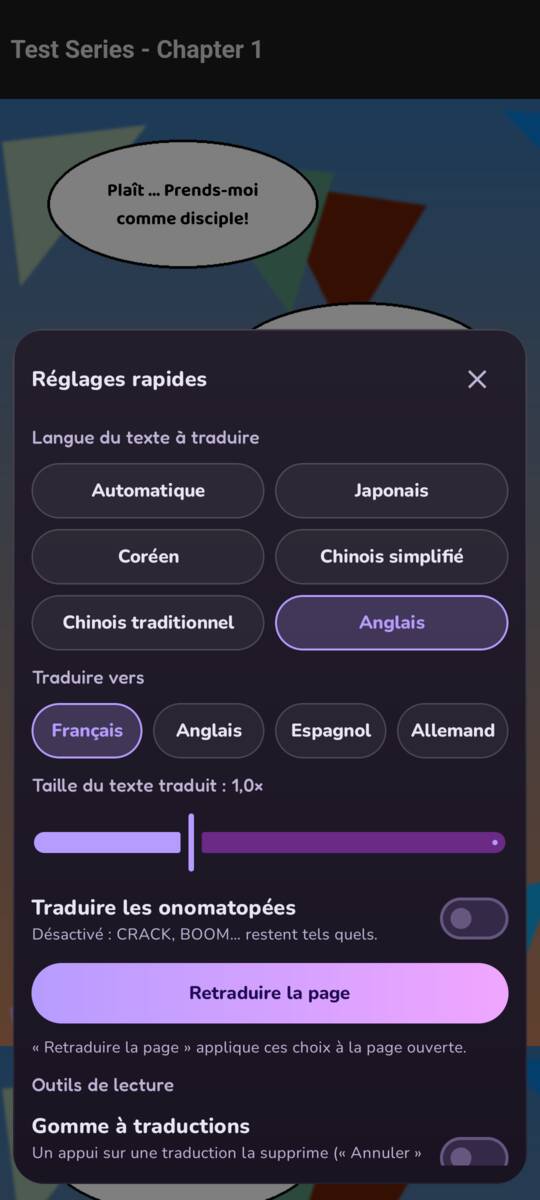 Test Series - Chapter 1
Plaît ... Prends-moi
comme disciple!
Réglages rapides
Langue du texte à traduire
Automatique
Japonais
Coréen
Chinois simplifié
Chinois traditionnel
Anglais
Traduire vers
Français
Anglais
Espagnol
Allemand
Taille du texte traduit : 1,0×
Traduire les onomatopées
Désactivé : CRACK, BOOM… restent tels quels.
Retraduire la page
« Retraduire la page » applique ces choix à la page ouverte.
Outils de lecture
Gomme à traductions
Un appui sur une traduction la supprime (« Annuler »